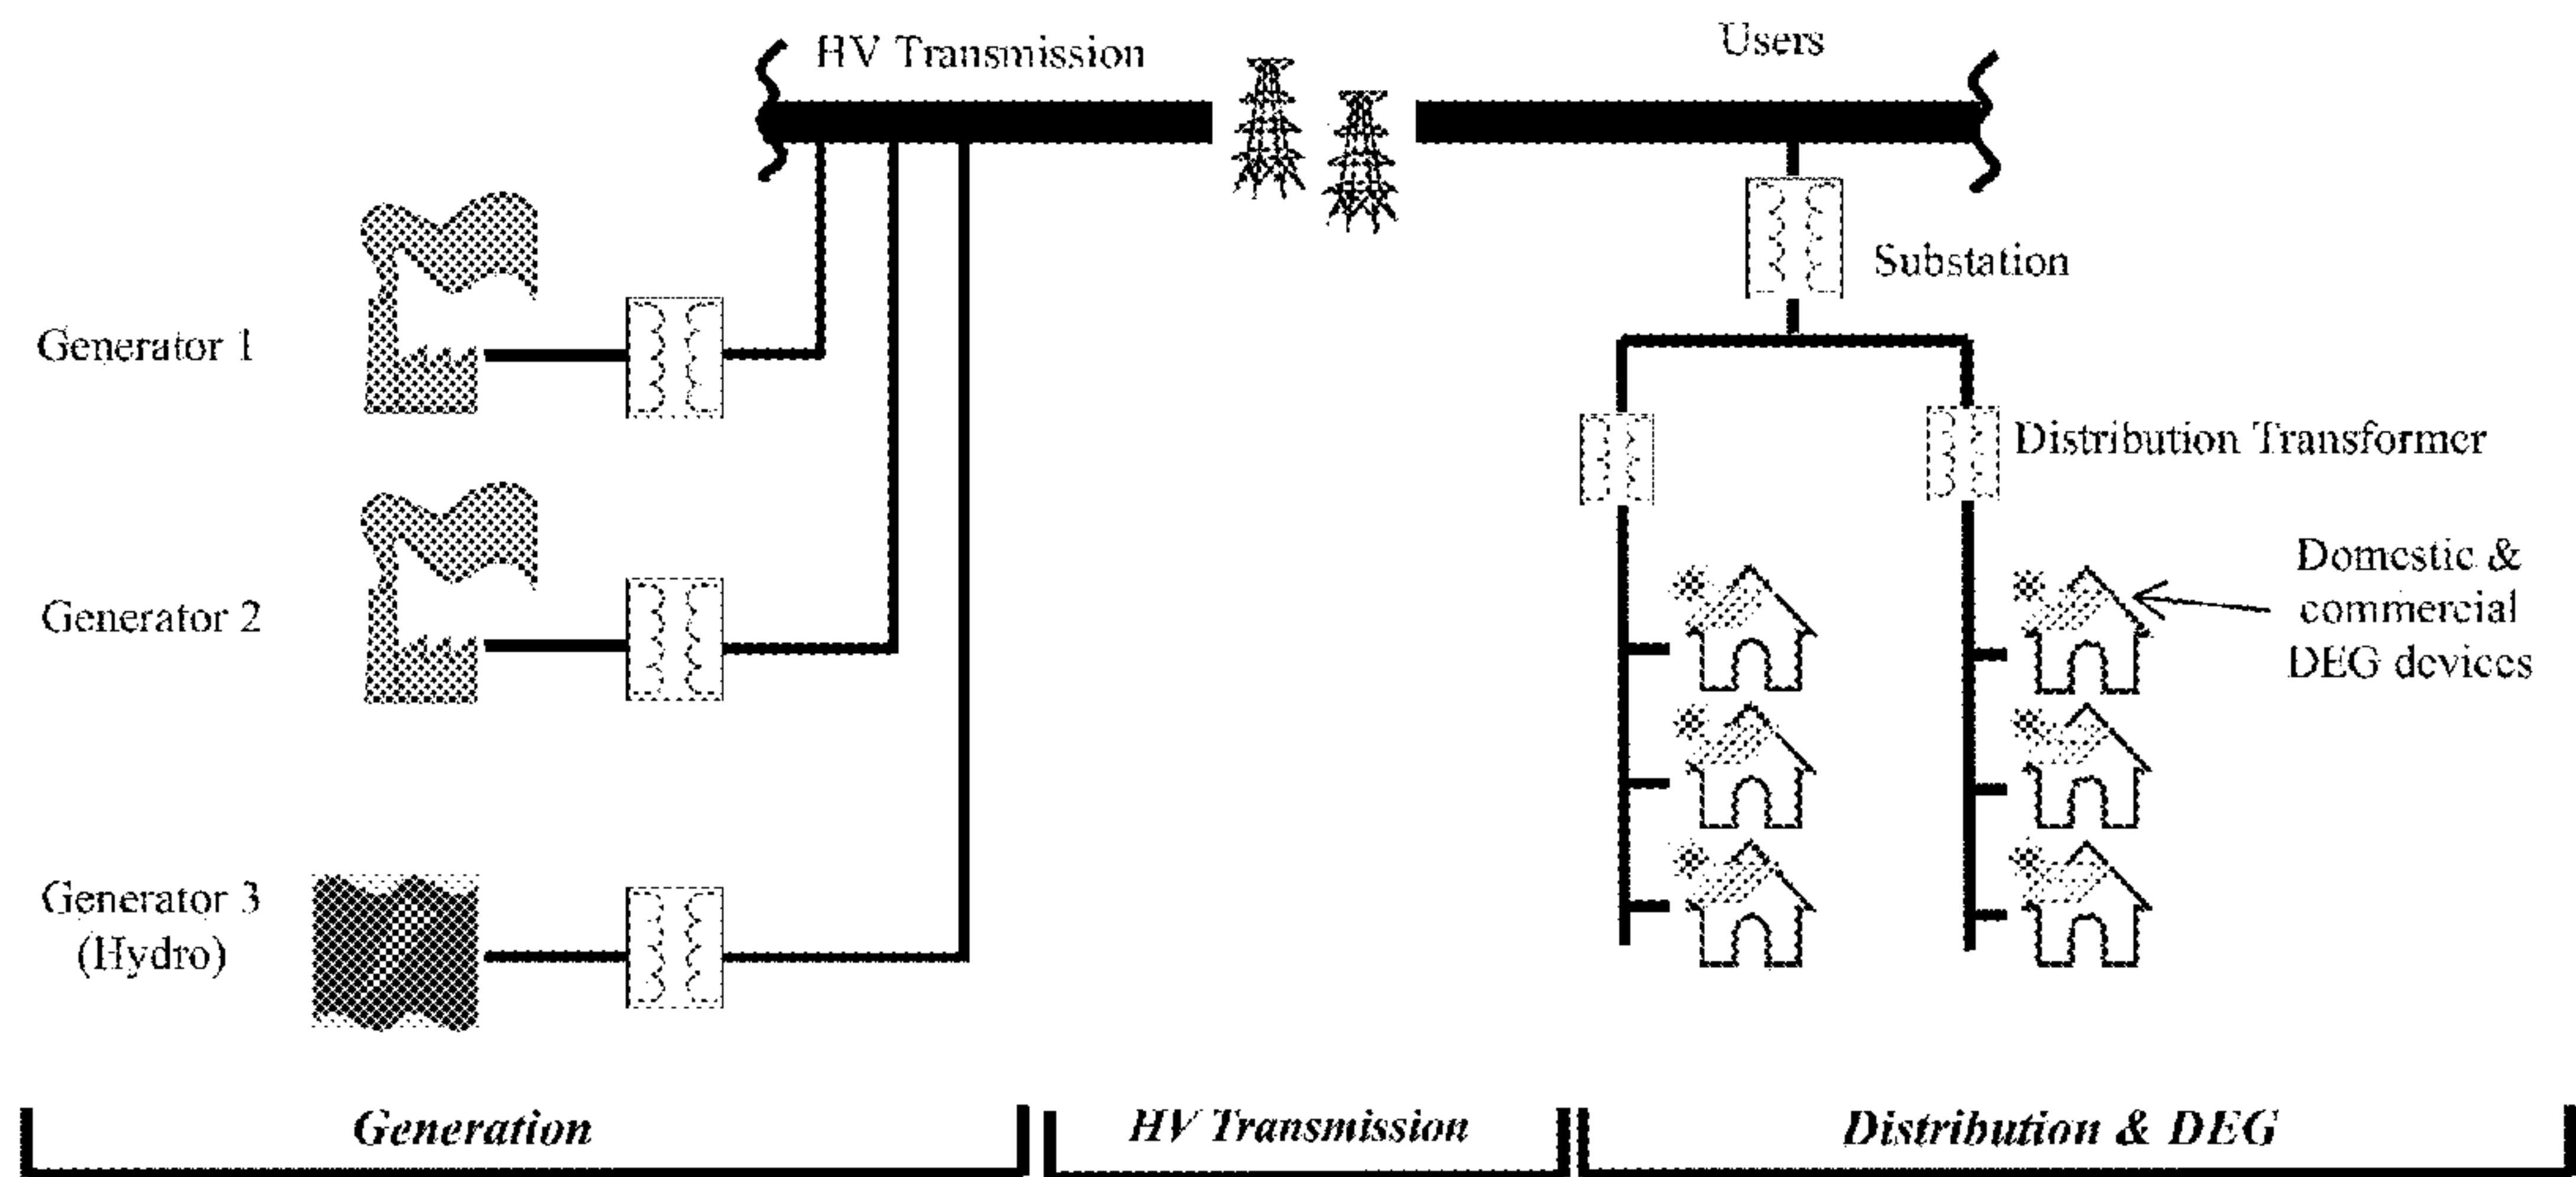 HV Transmission
Users
Substation
Generator 1
Distribution Transformer
Domestic &
commercial
DEG devices
Generator 2
Generator 3
(Hydro)
Generation
HV Transmission
Distribution & DEG